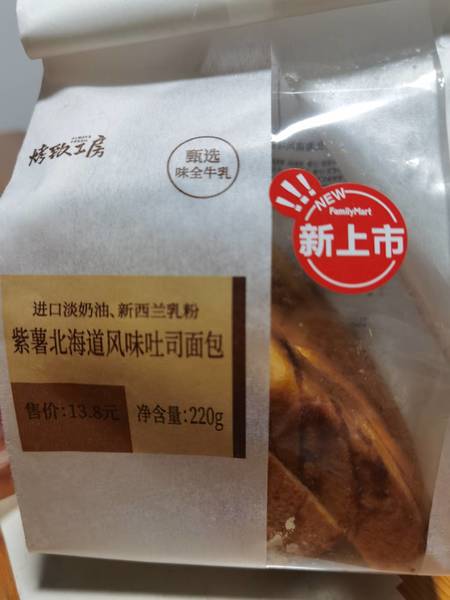 烤致工房
甄选
味全牛乳
NEW
FamilyMart
新上市
进口淡奶油、新西兰乳粉
紫薯北海道风味吐司面包
售价:13.8元
净含量:220g